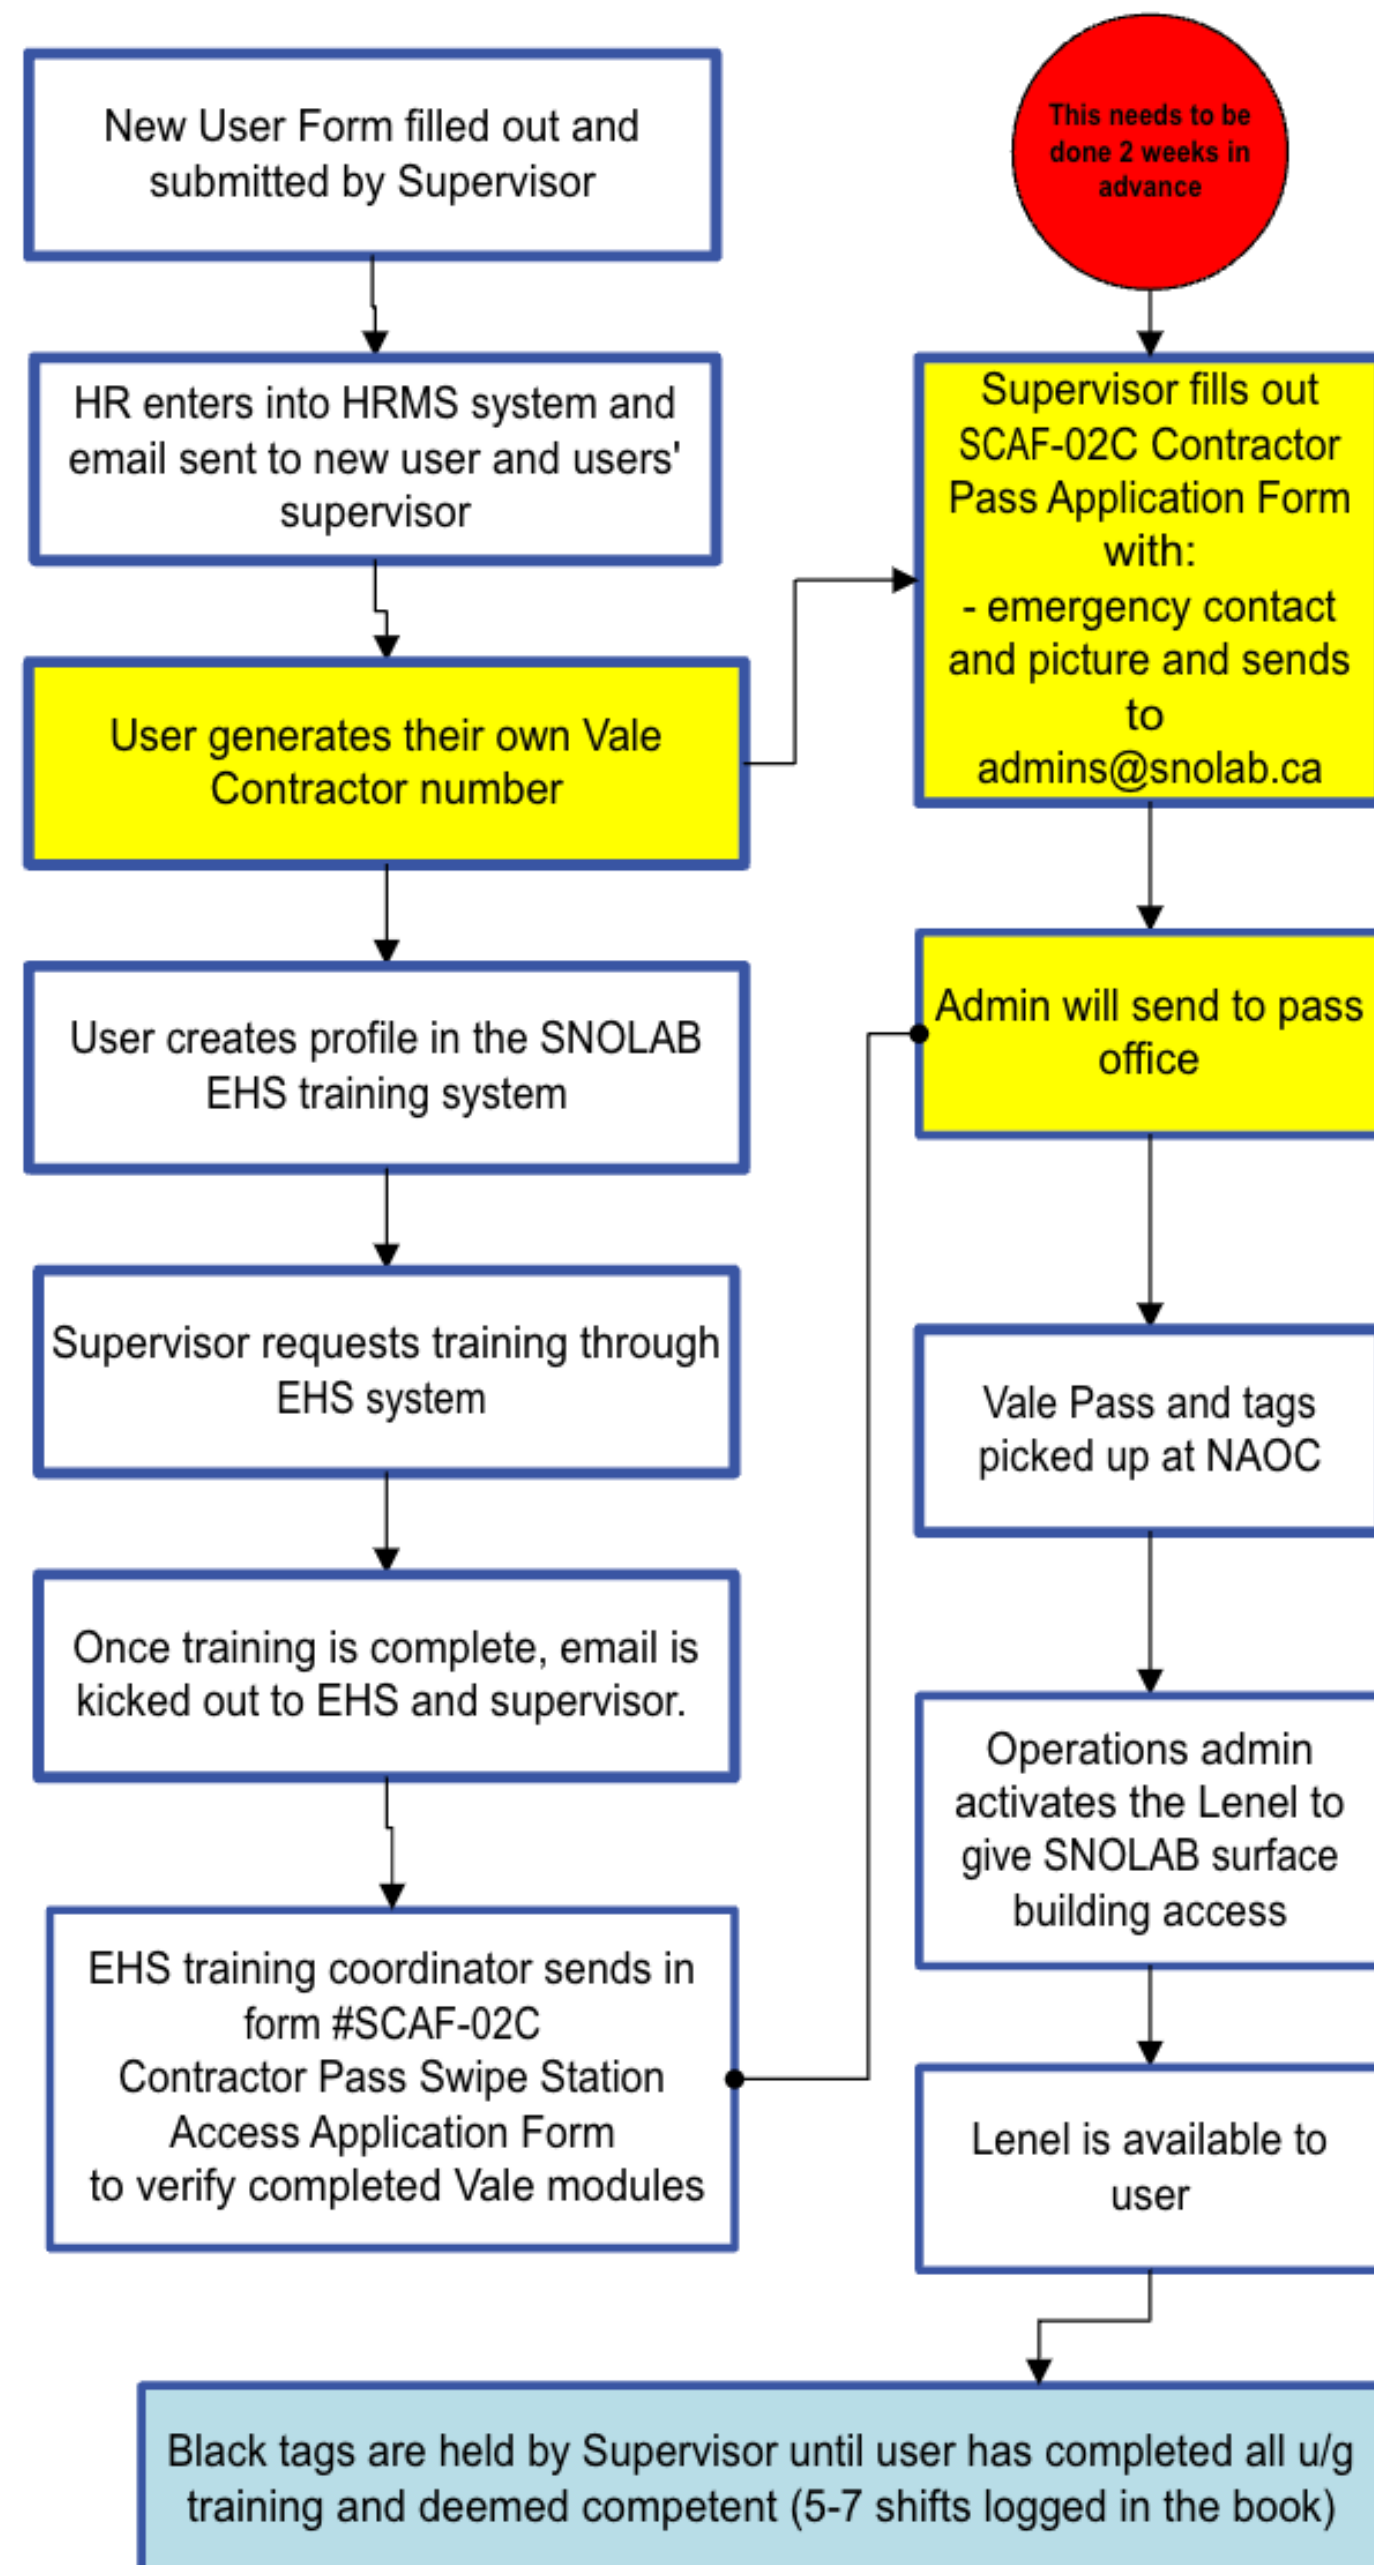 New User Form filled out and
submitted by Supervisor
HR enters into HRMS system and
email sent to new user and users'
supervisor
User generates their own Vale
Contractor number
User creates profile in the SNOLAB
EHS training system
Supervisor requests training through
EHS system
Once training is complete, email is
kicked out to EHS and supervisor.
EHS training coordinator sends in
form #SCAF-02C
Contractor Pass Swipe Station
Access Application Form
to verify completed Vale modules
This needs to be
done 2 weeks in
advance
Supervisor fills out
SCAF-02C Contractor
Pass Application Form
with:
- emergency contact
and picture and sends
to
admins@snolab.ca
Admin will send to pass
office
Vale Pass and tags
picked up at NAOC
Operations admin
activates the Lenel to
give SNOLAB surface
building access
Lenel is available to
user
Black tags are held by Supervisor until user has completed all u/g
training and deemed competent (5-7 shifts logged in the book)